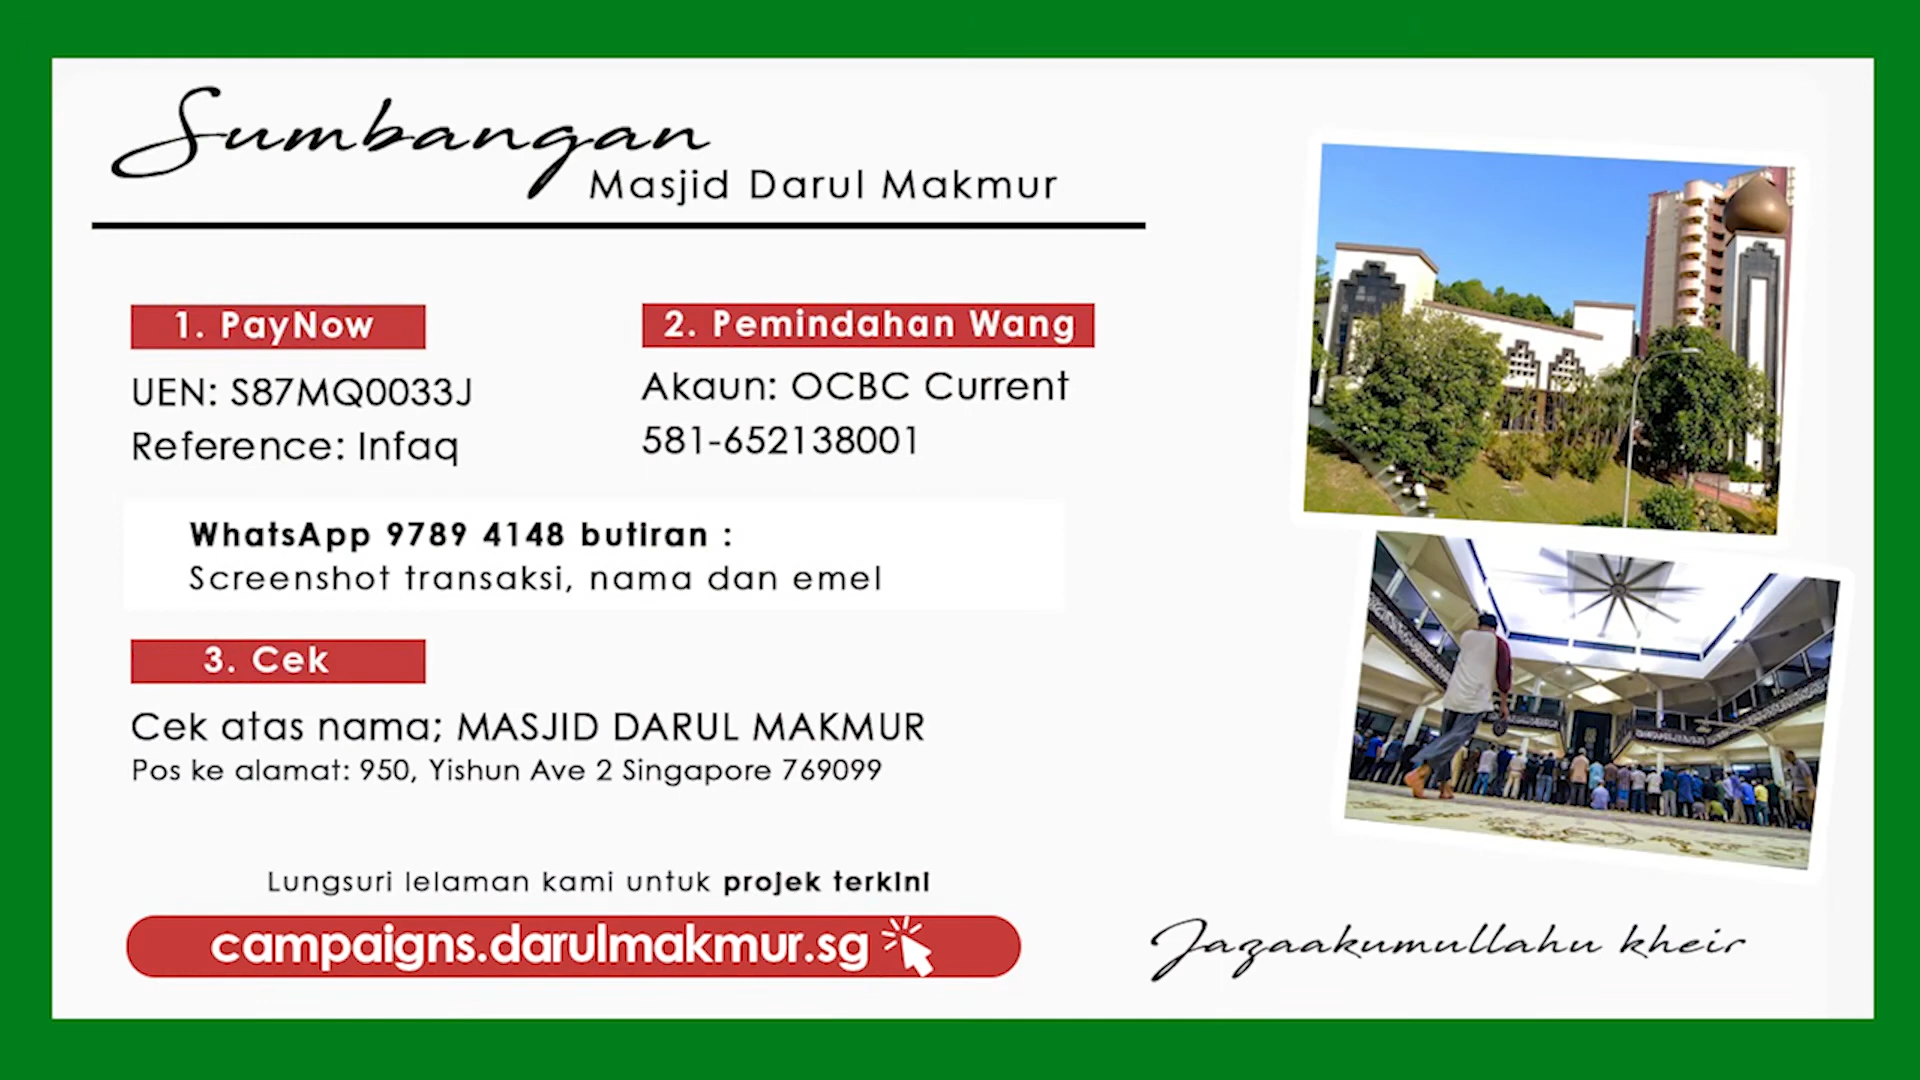 Sumbangan
Masjid Darul Makmur
1. PayNow
UEN: S87MQ0033J
Reference: Infaq
2. Pemindahan Wang
Akaun: OCBC Current
581-652138001
WhatsApp 9789 4148 butiran :
Screenshot transaksi, nama dan emel
3. Cek
Cek atas nama; MASJID DARUL MAKMUR
Pos ke alamat: 950, Yishun Ave 2 Singapore 769099
Lungsuri lelaman kami untuk projek terkini
campaigns.darulmakmur.sg
Jazaakumullahu kheir